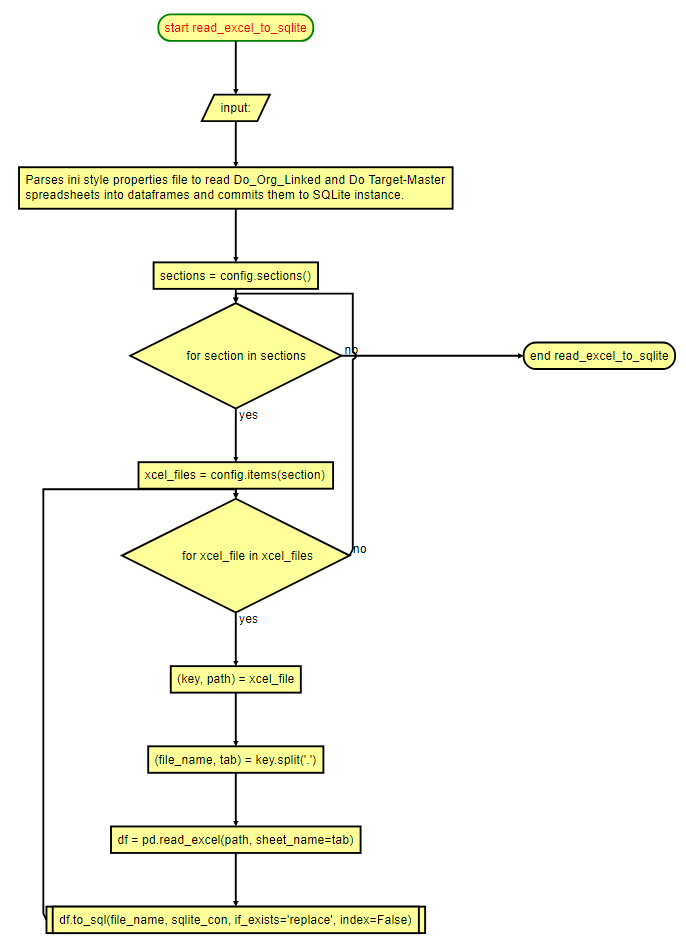 start read_excel_to_sqlite
input:
Parses ini style properties file to read Do_Org_Linked and Do Target-Master
spreadsheets into dataframes and commits them to SQLite instance.
sections = config.sections()
for section in sections
no
end read_excel_to_sqlite
yes
xcel_files = config.items(section)
for xcel_file in xcel_files
no
yes
(key, path) = xcel_file
(file_name, tab) = key.split('.')
df = pd.read_excel(path, sheet_name=tab)
df.to_sql(file_name, sqlite_con, if_exists='replace', index=False)